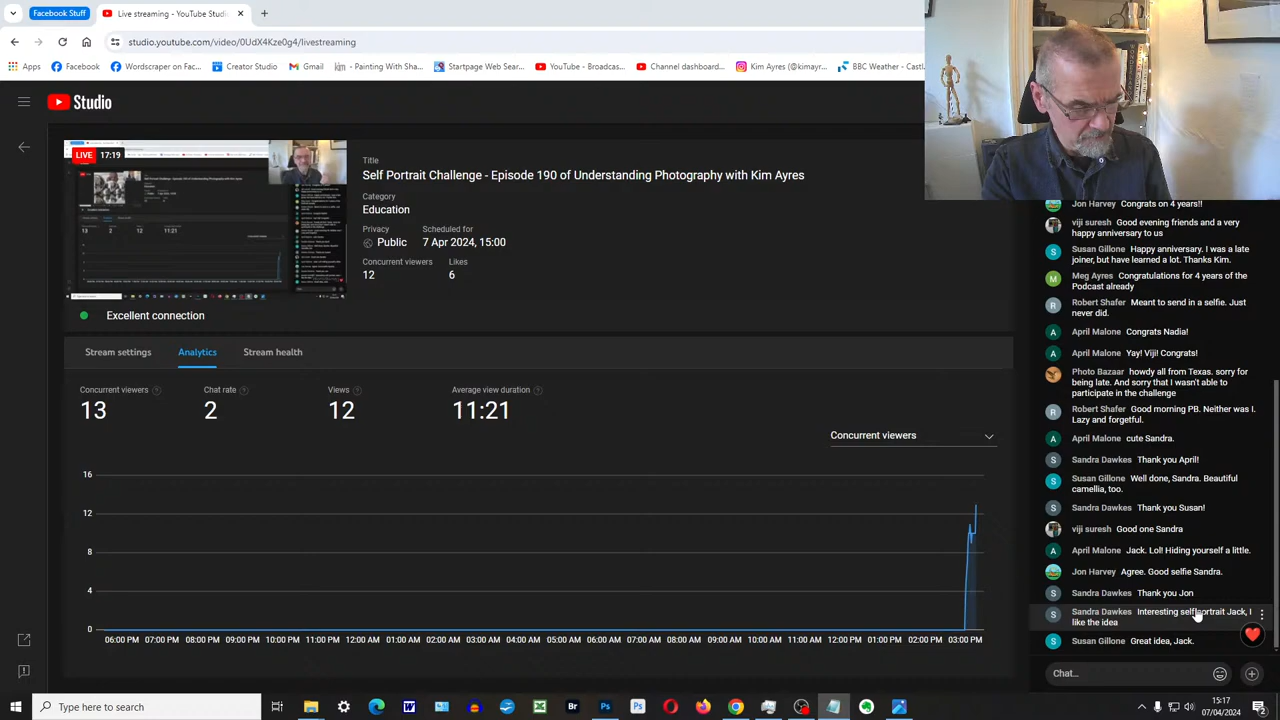 Facebook Stuff
Live streaming - YouTube Studi
studio.youtube.com/video/0UdX4Kze0g4/livestreaming
Apps
Facebook
Wordscraper on Fac...
Creator Studio
Gmail
- Painting With Sha...
Startpage Web Sear...
YouTube - Broadcas...
Channel dashboard...
Kim Ayres (@kimayr...
BBC Weather - Castl
Studio
LIVE 17:19
Title
Self Portrait Challenge - Episode 190 of Understanding Photography with Kim Ayres
Category
Education
Privacy
Public
Scheduled for
7 Apr 2024, 15:00
Concurrent viewers
12
Likes
6
Excellent connection
Stream settings
Analytics
Stream health
Concurrent viewers
13
Chat rate
2
Views
12
Average view duration
11:21
Concurrent viewers
16
12
8
4
0
06:00 PM 07:00 PM 08:00 PM 09:00 PM 10:00 PM 11:00 PM 12:00 AM 01:00 AM 02:00 AM 03:00 AM 04:00 AM 05:00 AM 06:00 AM 07:00 AM 08:00 AM 09:00 AM 10:00 AM 11:00 AM 12:00 PM 01:00 PM 02:00 PM 03:00 PM
Jon Harvey Congrats on 4 years!!
viji suresh Good evening friends and a very
happy anniversary to us
Susan Gillone Happy anniversary. I was a late
joiner, but have learned a lot. Thanks Kim.
Meg Ayres Congratulations for 4 years of the
Podcast already
Robert Shafer Meant to send in a selfie. Just
never did.
April Malone Congrats Nadia!
April Malone Yay! Viji! Congrats!
Photo Bazaar howdy all from Texas. sorry for
being late. And sorry that I wasn't able to
participate in the challenge
Robert Shafer Good morning PB. Neither was I.
Lazy and forgetful.
April Malone cute Sandra.
Sandra Dawkes Thank you April!
Susan Gillone Well done, Sandra. Beautiful
camellia, too.
Sandra Dawkes Thank you Susan!
viji suresh Good one Sandra
April Malone Jack. Lol! Hiding yourself a little.
Jon Harvey Agree. Good selfie Sandra.
Sandra Dawkes Thank you Jon
Sandra Dawkes Interesting self portrait Jack, I
like the idea
Susan Gillone Great idea, Jack.
Chat...
Type here to search
15:17
07/04/2024